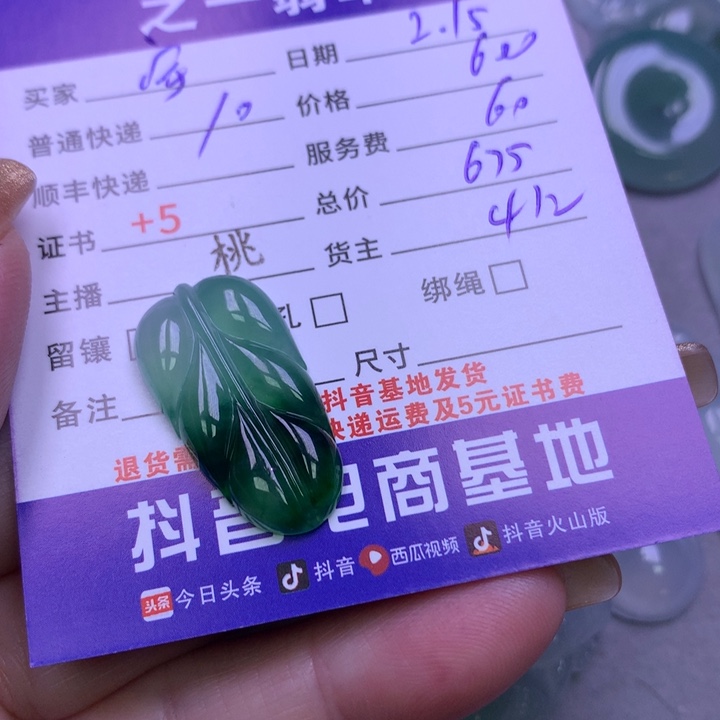 买家 日期 2.15
普通快递 10 价格 600
顺丰快递 服务费 60
证书 +5 总价 675
主播 桃 货主 412
留镶 孔 绑绳
备注 尺寸
抖音基地发货
退货需 快递运费及5元证书费
抖音电商基地
头条 今日头条 抖音 西瓜视频 抖音火山版